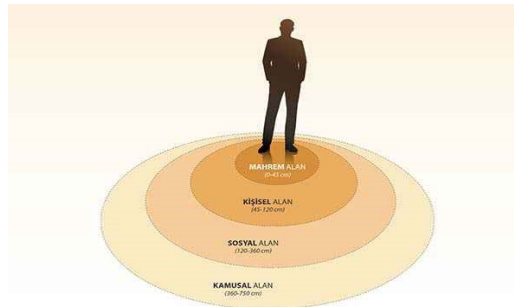 MAHREM ALAN
(0-45 cm)
KİŞİSEL ALAN
(45-120 cm)
SOSYAL ALAN
(120-360 cm)
KAMUSAL ALAN
(360-750 cm)